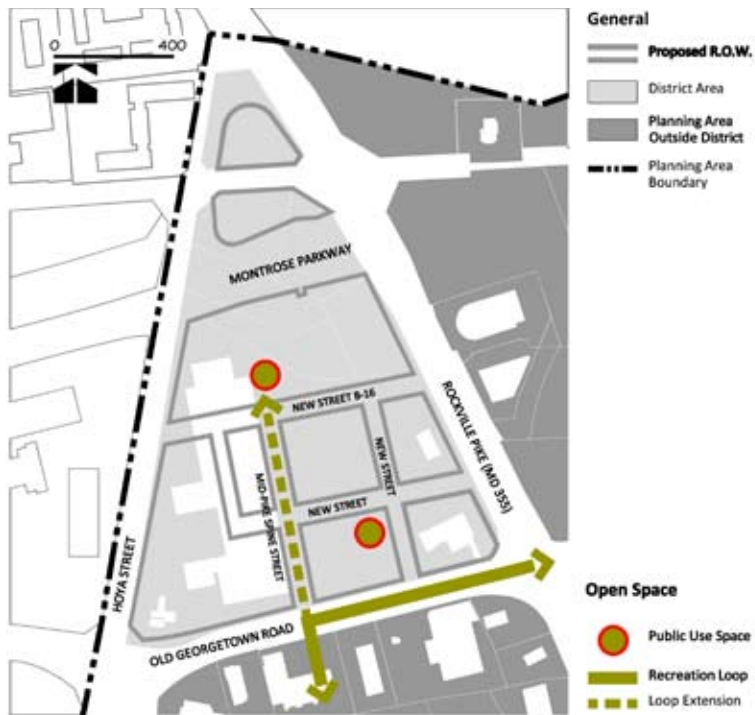 0 400
MONTROSE PARKWAY
NEW STREET B-16
ROCKVILLE PIKE (MD 355)
NEW STREET
MID-PIKE SPINE STREET
NEW STREET
HOYA STREET
OLD GEORGETOWN ROAD
General
Proposed R.O.W.
District Area
Planning Area
Outside District
Planning Area
Boundary
Open Space
Public Use Space
Recreation Loop
Loop Extension